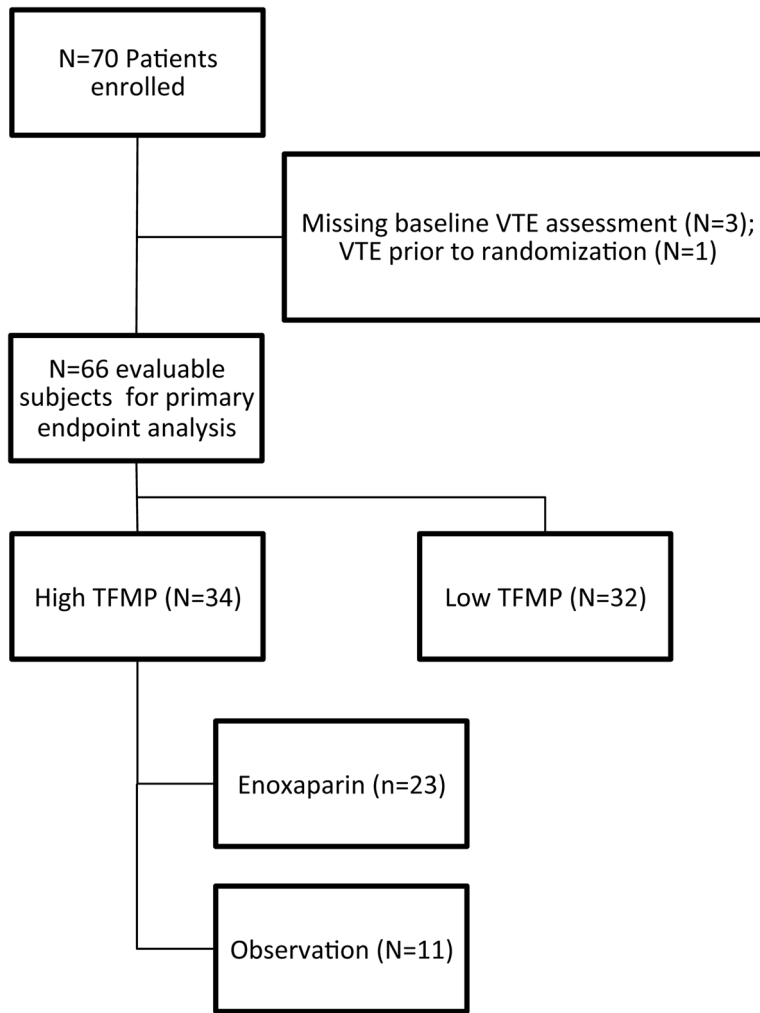 N=70 Patients
enrolled
Missing baseline VTE assessment (N=3);
VTE prior to randomization (N=1)
N=66 evaluable
subjects  for primary
endpoint analysis
High TFMP (N=34)
Low TFMP (N=32)
Enoxaparin (n=23)
Observation (N=11)